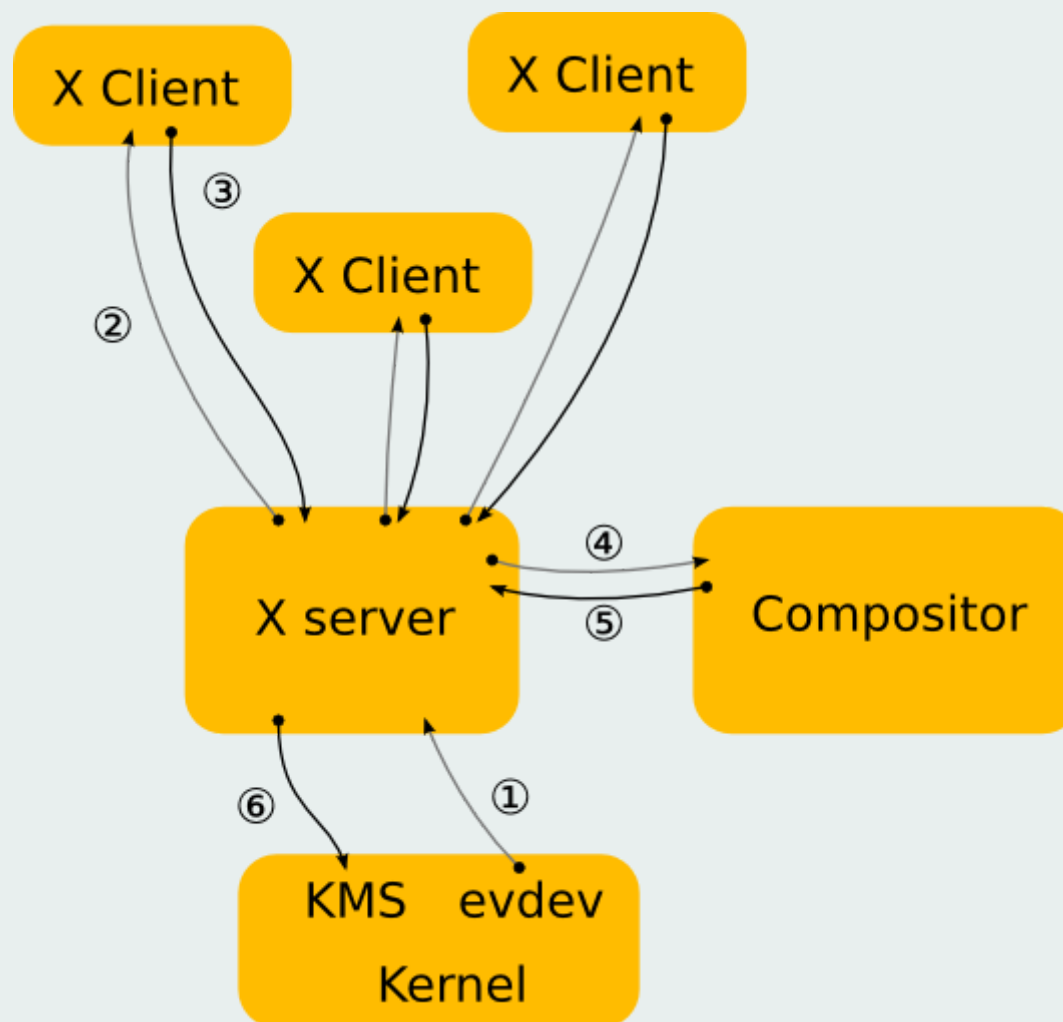 X Client
X Client
③
X Client
②
④
X server
Compositor
⑤
⑥
①
KMS evdev
Kernel